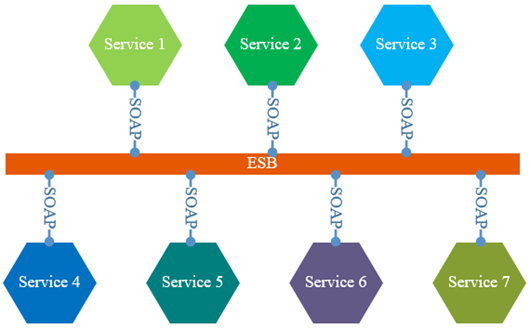 Service 1
Service 2
Service 3
SOAP
SOAP
SOAP
ESB
SOAP
SOAP
SOAP
SOAP
Service 4
Service 5
Service 6
Service 7